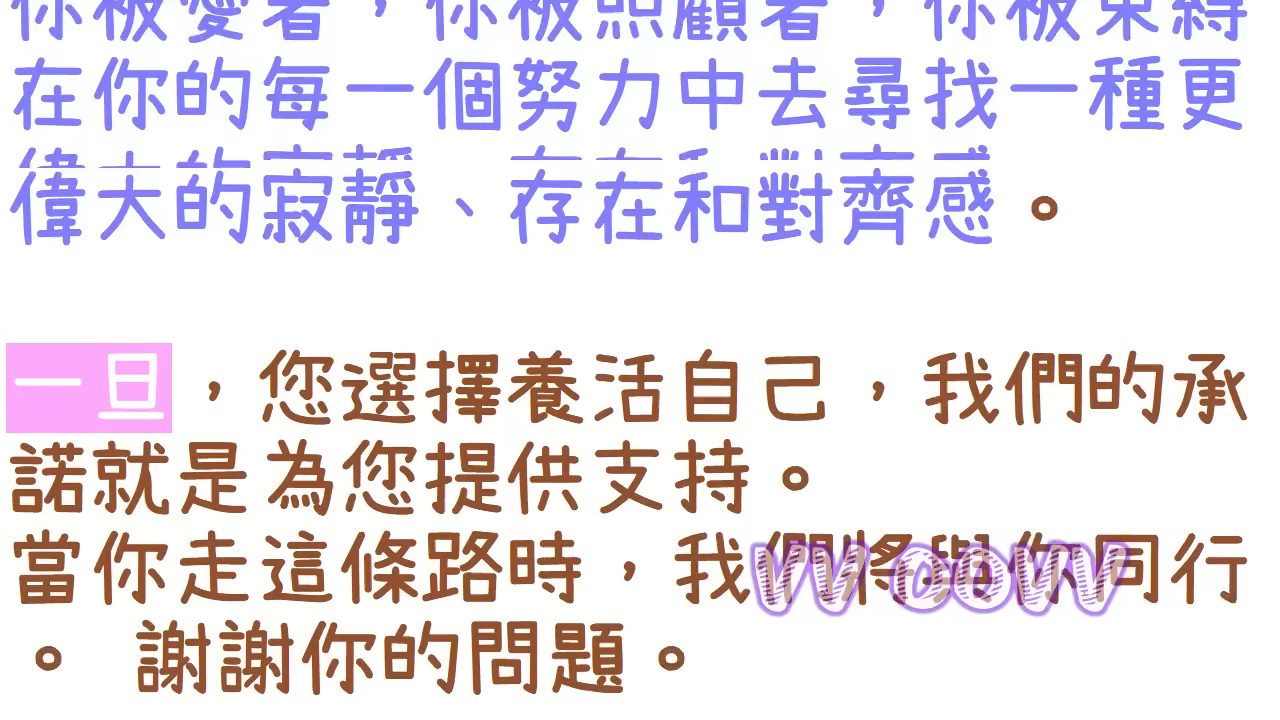 你被愛著，你被照顧著，你被束縛
在你的每一個努力中去尋找一種更
偉大的寂靜、存在和對齊感。
一旦，您選擇養活自己，我們的承
諾就是為您提供支持。
當你走這條路時，我們將與你同行
。 謝謝你的問題。
VV COVV